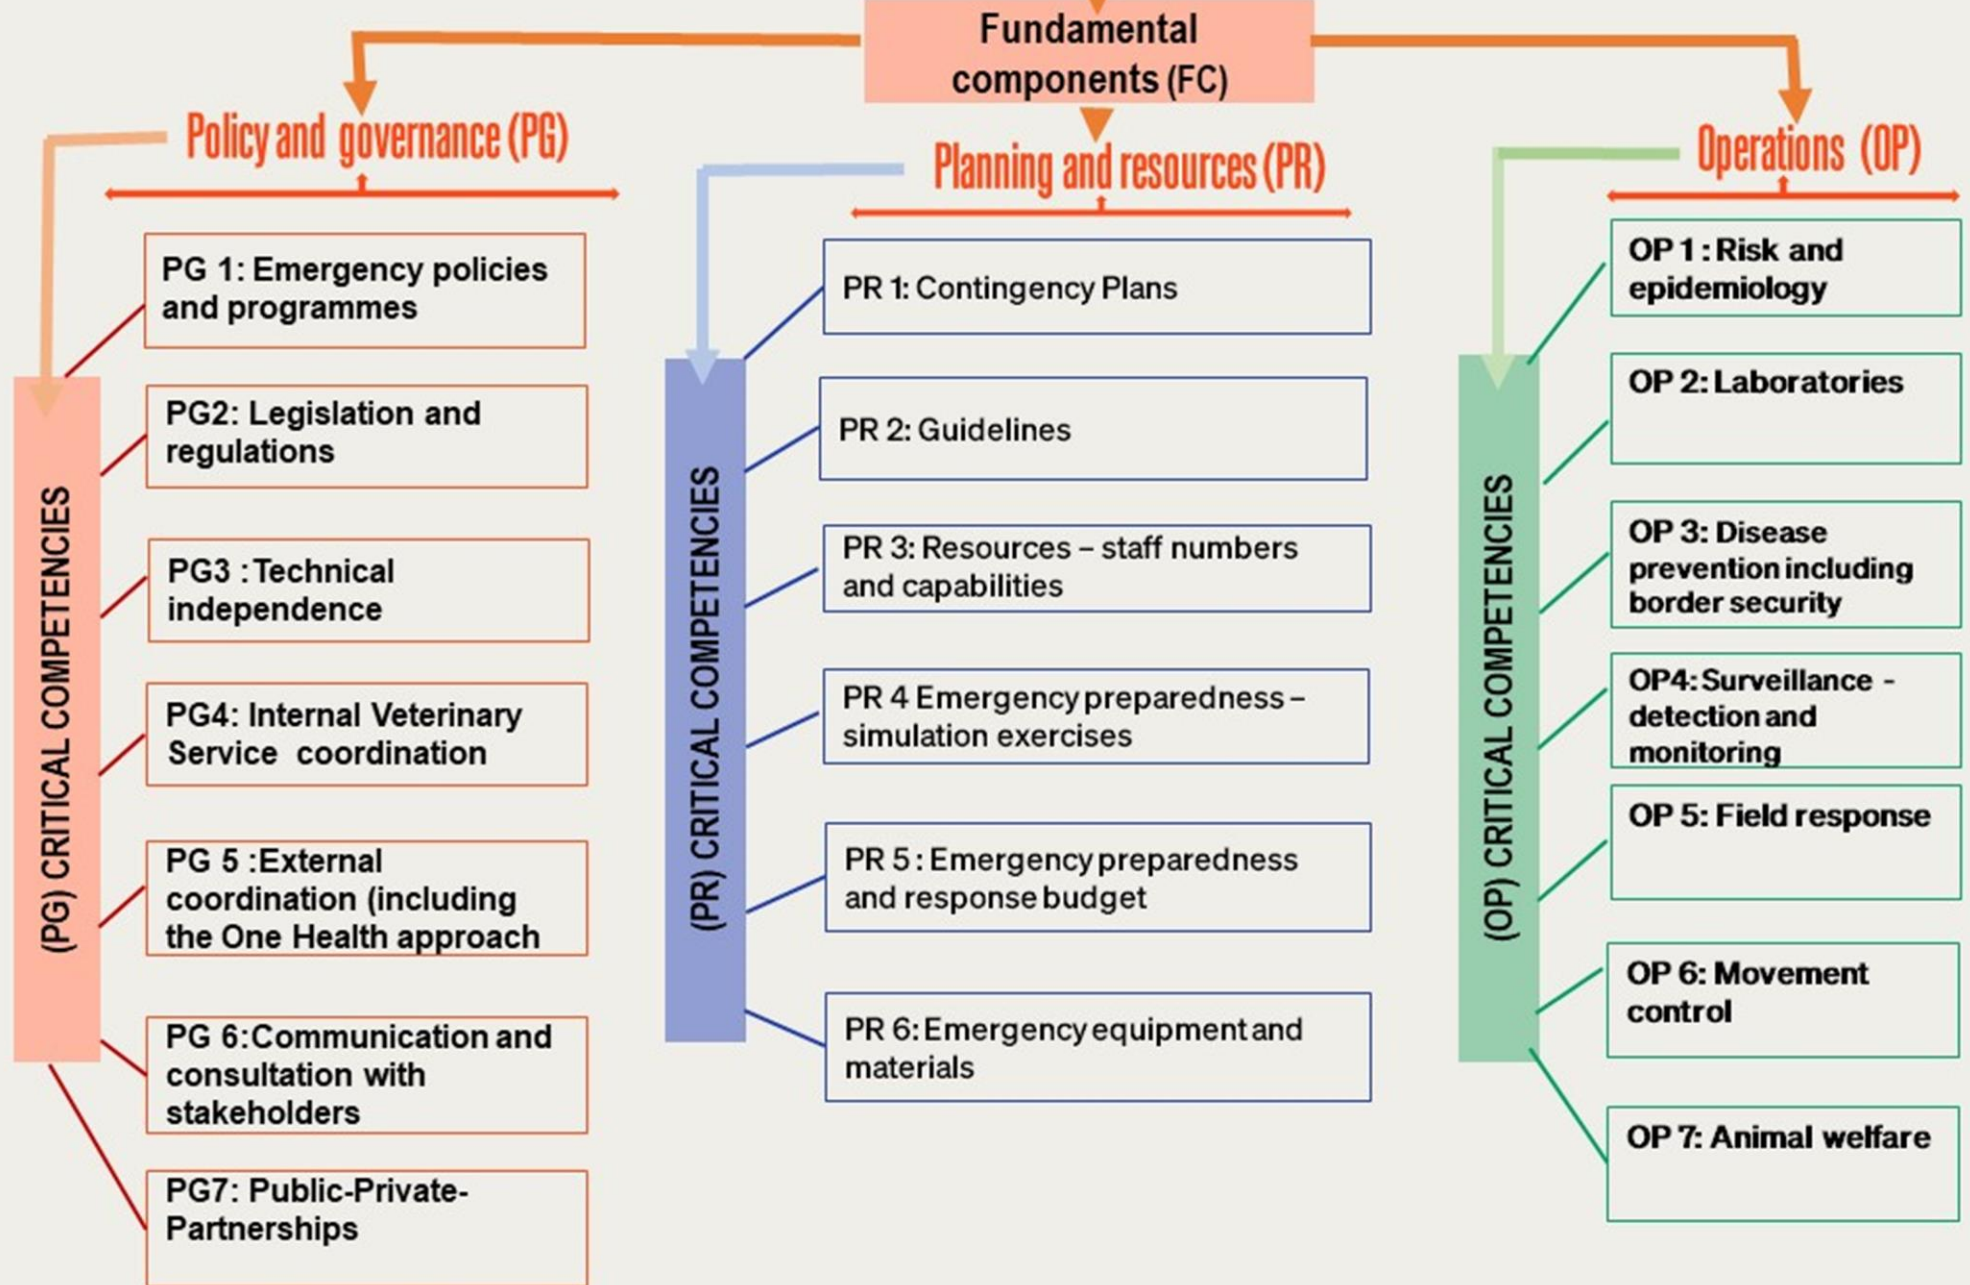 Fundamental
components (FC)
Policy and governance (PG)
(PG) CRITICAL COMPETENCIES
PG 1: Emergency policies
and programmes
PG2: Legislation and
regulations
PG3 : Technical
independence
PG4: Internal Veterinary
Service coordination
PG 5 :External
coordination (including
the One Health approach
PG 6:Communication and
consultation with
stakeholders
PG7: Public-Private-
Partnerships
Planning and resources (PR)
(PR) CRITICAL COMPETENCIES
PR 1: Contingency Plans
PR 2: Guidelines
PR 3: Resources – staff numbers
and capabilities
PR 4 Emergency preparedness –
simulation exercises
PR 5 : Emergency preparedness
and response budget
PR 6: Emergency equipment and
materials
Operations (OP)
(OP) CRITICAL COMPETENCIES
OP 1 : Risk and
epidemiology
OP 2: Laboratories
OP 3: Disease
prevention including
border security
OP4: Surveillance -
detection and
monitoring
OP 5: Field response
OP 6: Movement
control
OP 7: Animal welfare